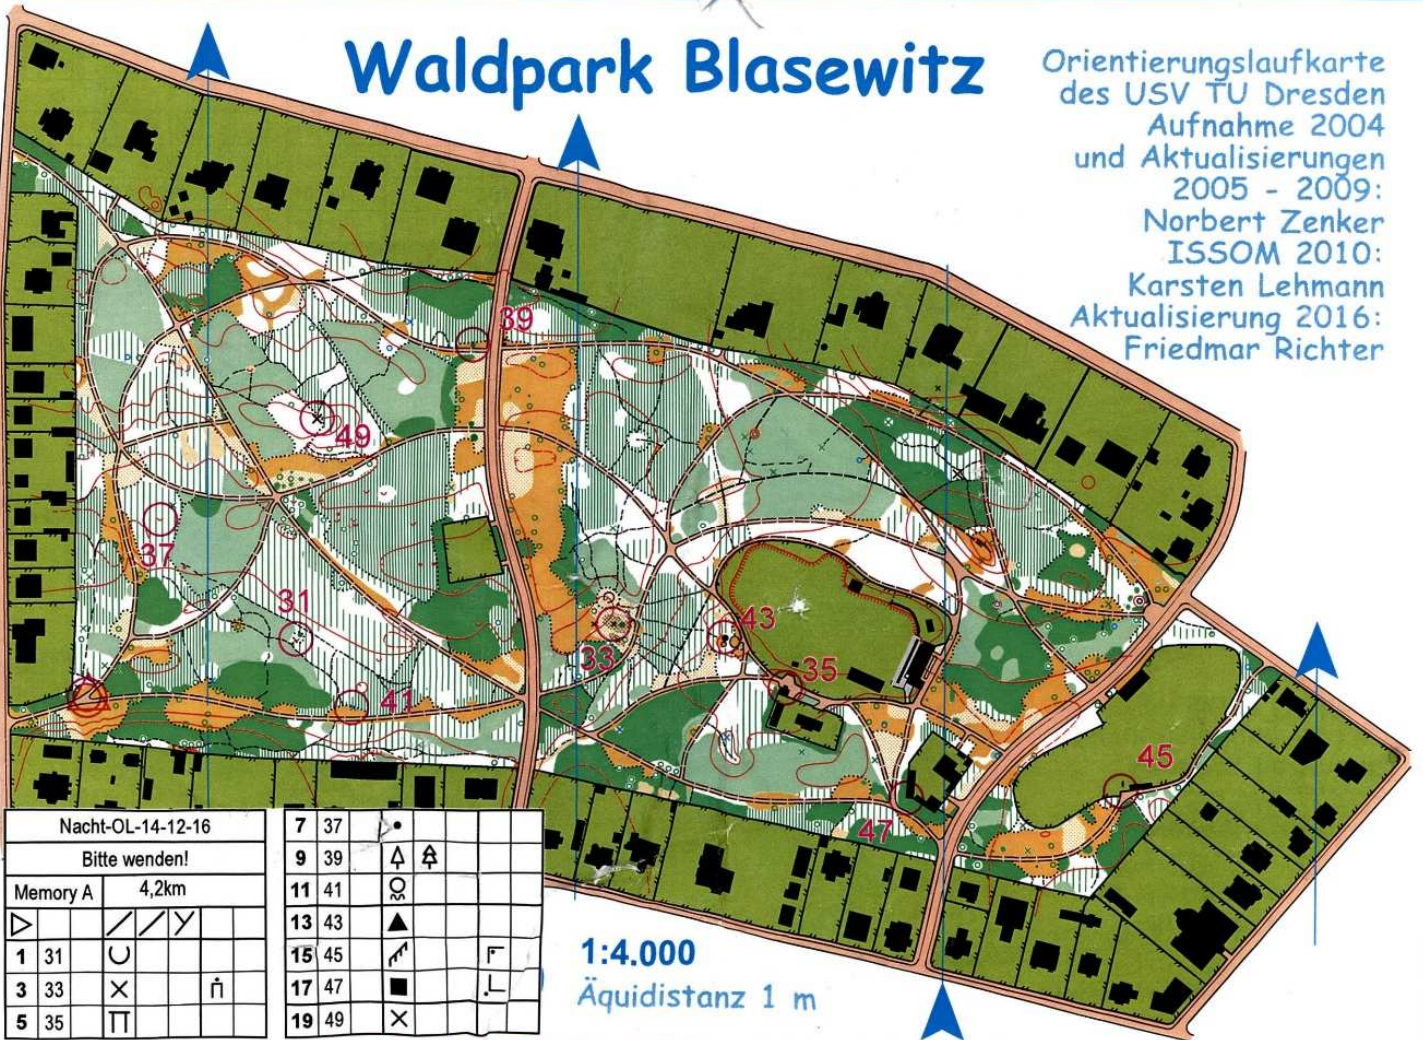 Waldpark Blasewitz
Orientierungslaufkarte
des USV TU Dresden
Aufnahme 2004
und Aktualisierungen
2005 - 2009:
Norbert Zenker
ISSOM 2010:
Karsten Lehmann
Aktualisierung 2016:
Friedmar Richter
39
49
37
31
33
43
35
41
45
47
Nacht-OL-14-12-16
Bitte wenden!
Memory A 4,2km
1 31
3 33
5 35
7 37
9 39
11 41
13 43
15 45
17 47
19 49
1:4.000
Äquidistanz 1 m